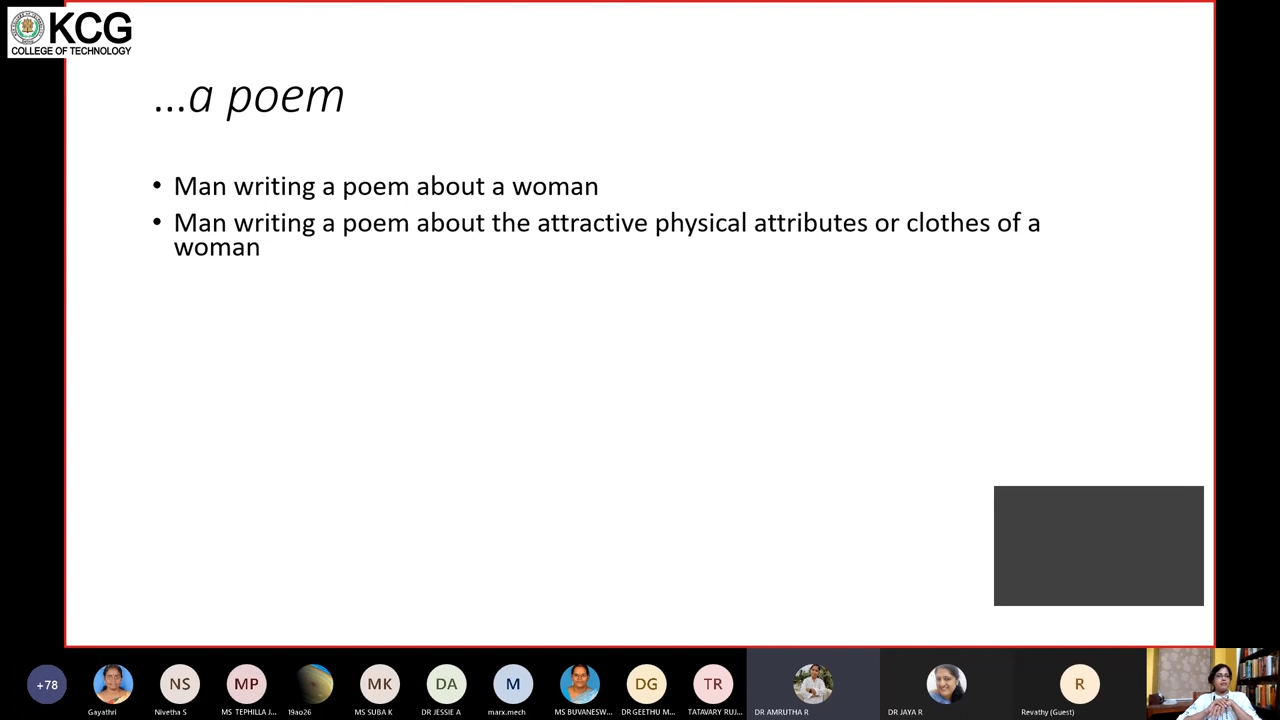 KCG
COLLEGE OF TECHNOLOGY
...a poem
• Man writing a poem about a woman
• Man writing a poem about the attractive physical attributes or clothes of a
woman
+78
NS
MP
MK
DA
M
DG
TR
R
Gayathri
Nivetha S
MS TEPHILLA J...
19ao26
MS SUBA K
DR JESSIE A
marx.mech
MS BUVANESW...
DR GEETHU M...
TATAVARY RUJ...
DR AMRUTHA R
DR JAYA R
Revathy (Guest)